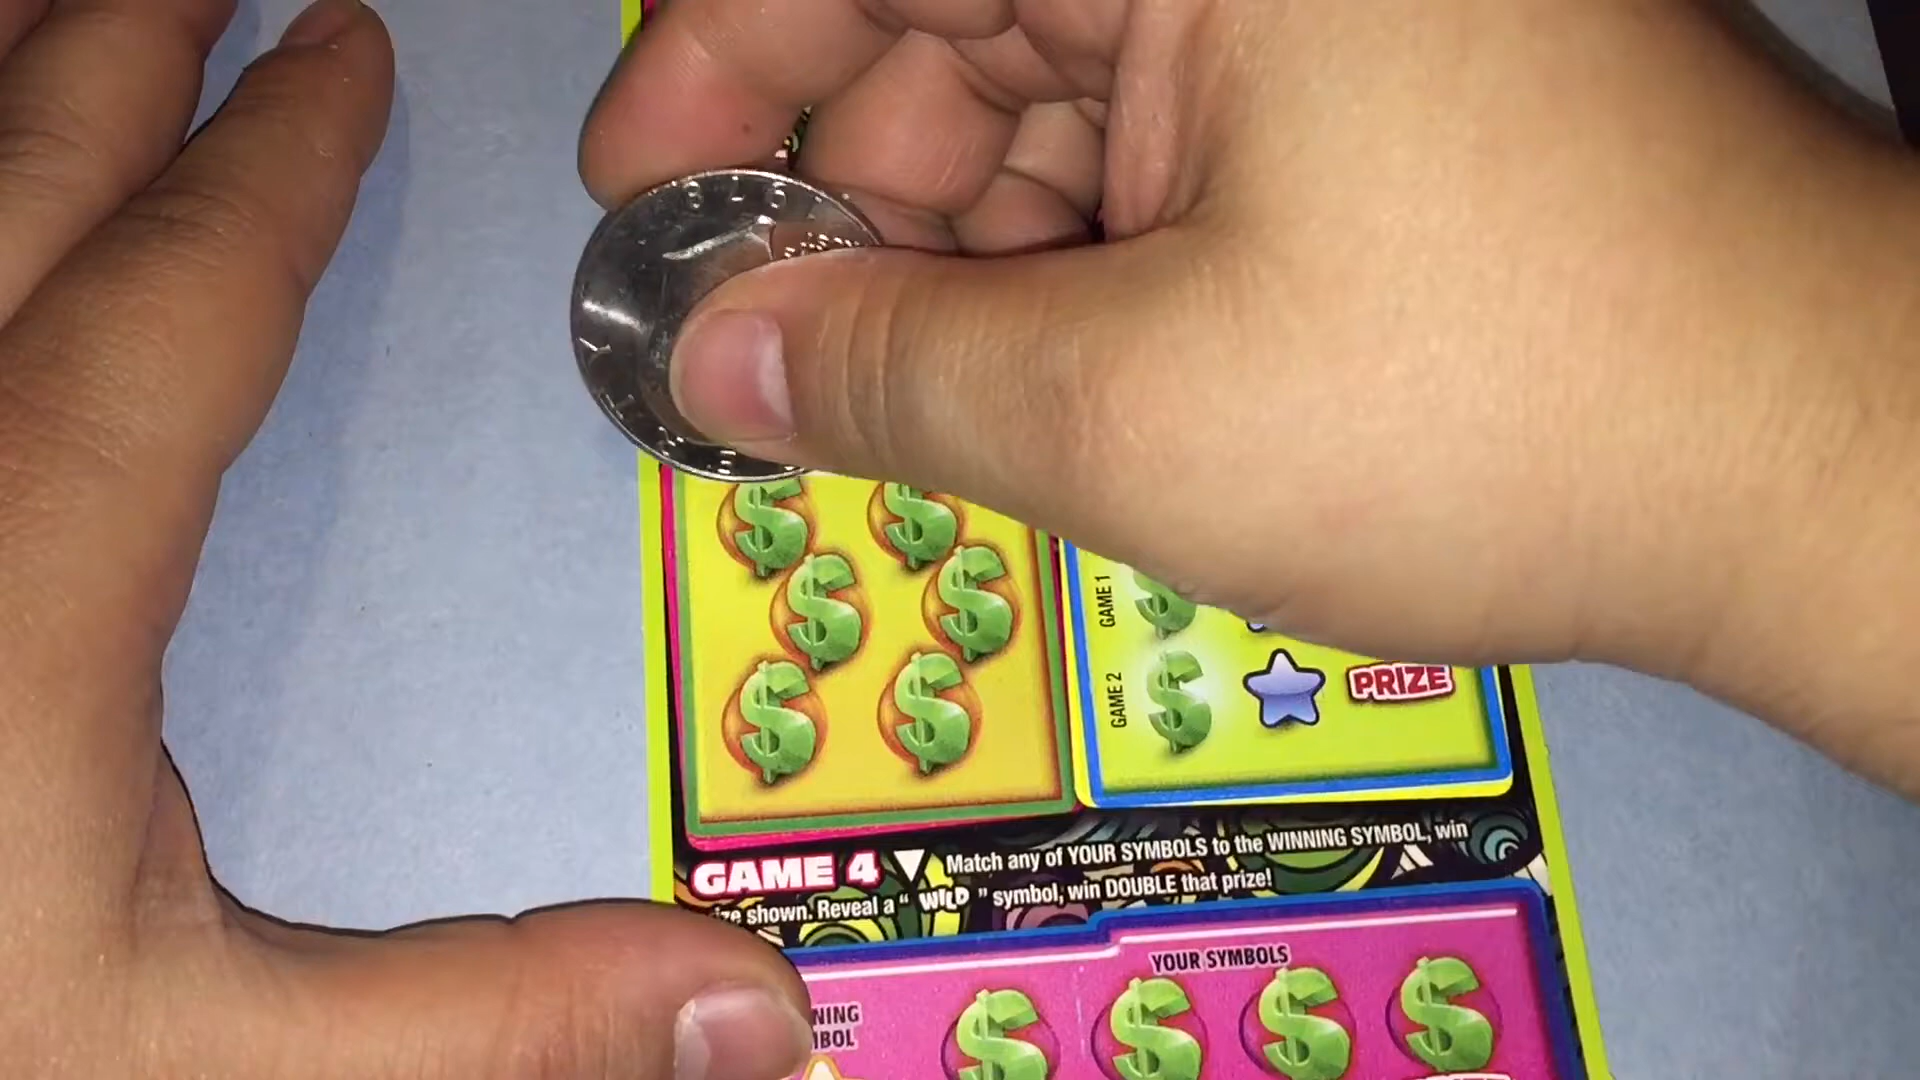 GAME 1
GAME 2
PRIZE
GAME 4 Match any of YOUR SYMBOLS to the WINNING SYMBOL, win
shown. Reveal a "WILD" symbol, win DOUBLE that prize!
YOUR SYMBOLS